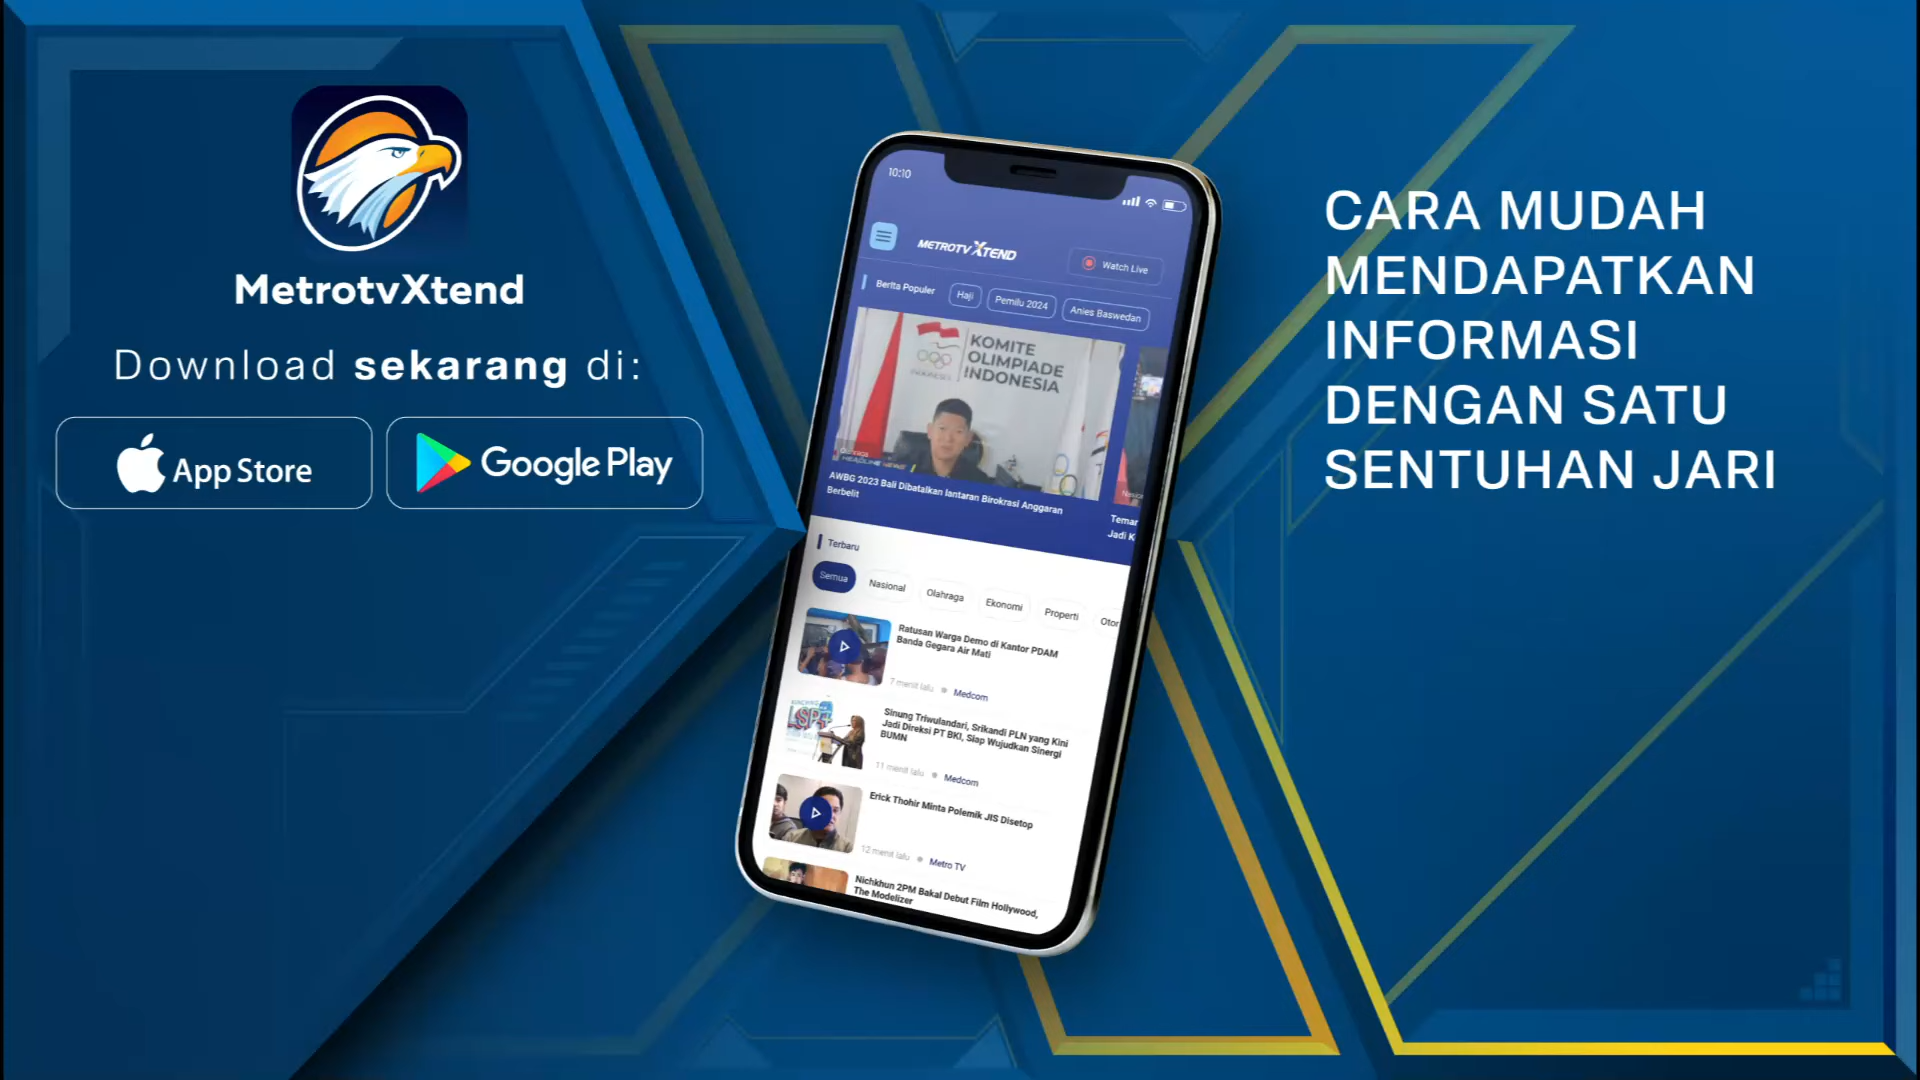 MetrotvXtend
Download sekarang di:
App Store
Google Play
10:10
METROTV XTEND
Watch Live
Berita Populer
Haji
Pemilu 2024
Anies Baswedan
KOMITE
OLIMPIADE
INDONESIA
HEADLINE NEWS
AWBG 2023 Bali Dibatalkan lantaran Birokrasi Anggaran
Berbelit
Teman
Jadi K
Terbaru
Semua
Nasional
Olahraga
Ekonomi
Properti
Otor
Ratusan Warga Demo di Kantor PDAM
Banda Gegara Air Mati
7 menit lalu
Medcom
Sinung Triwulandari, Srikandi PLN yang Kini
Jadi Direksi PT BKI, Siap Wujudkan Sinergi
BUMN
11 menit lalu
Medcom
Erick Thohir Minta Polemik JIS Disetop
12 menit lalu
Metro TV
Nichkhun 2PM Bakal Debut Film Hollywood,
The Modelizer
CARA MUDAH
MENDAPATKAN
INFORMASI
DENGAN SATU
SENTUHAN JARI